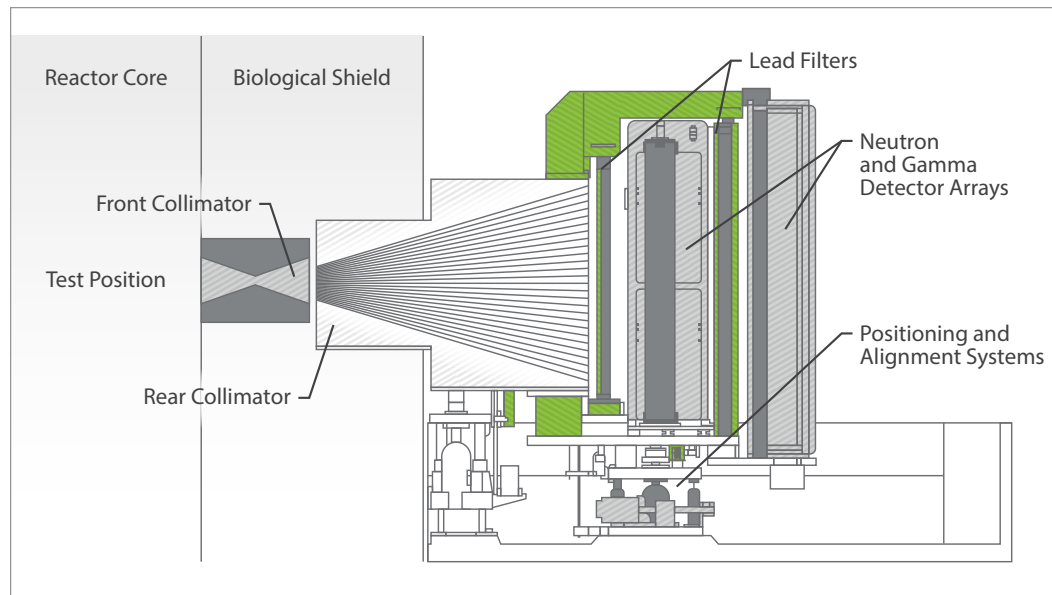 Reactor Core
Biological Shield
Lead Filters
Neutron
and Gamma
Detector Arrays
Front Collimator
Test Position
Positioning and
Alignment Systems
Rear Collimator